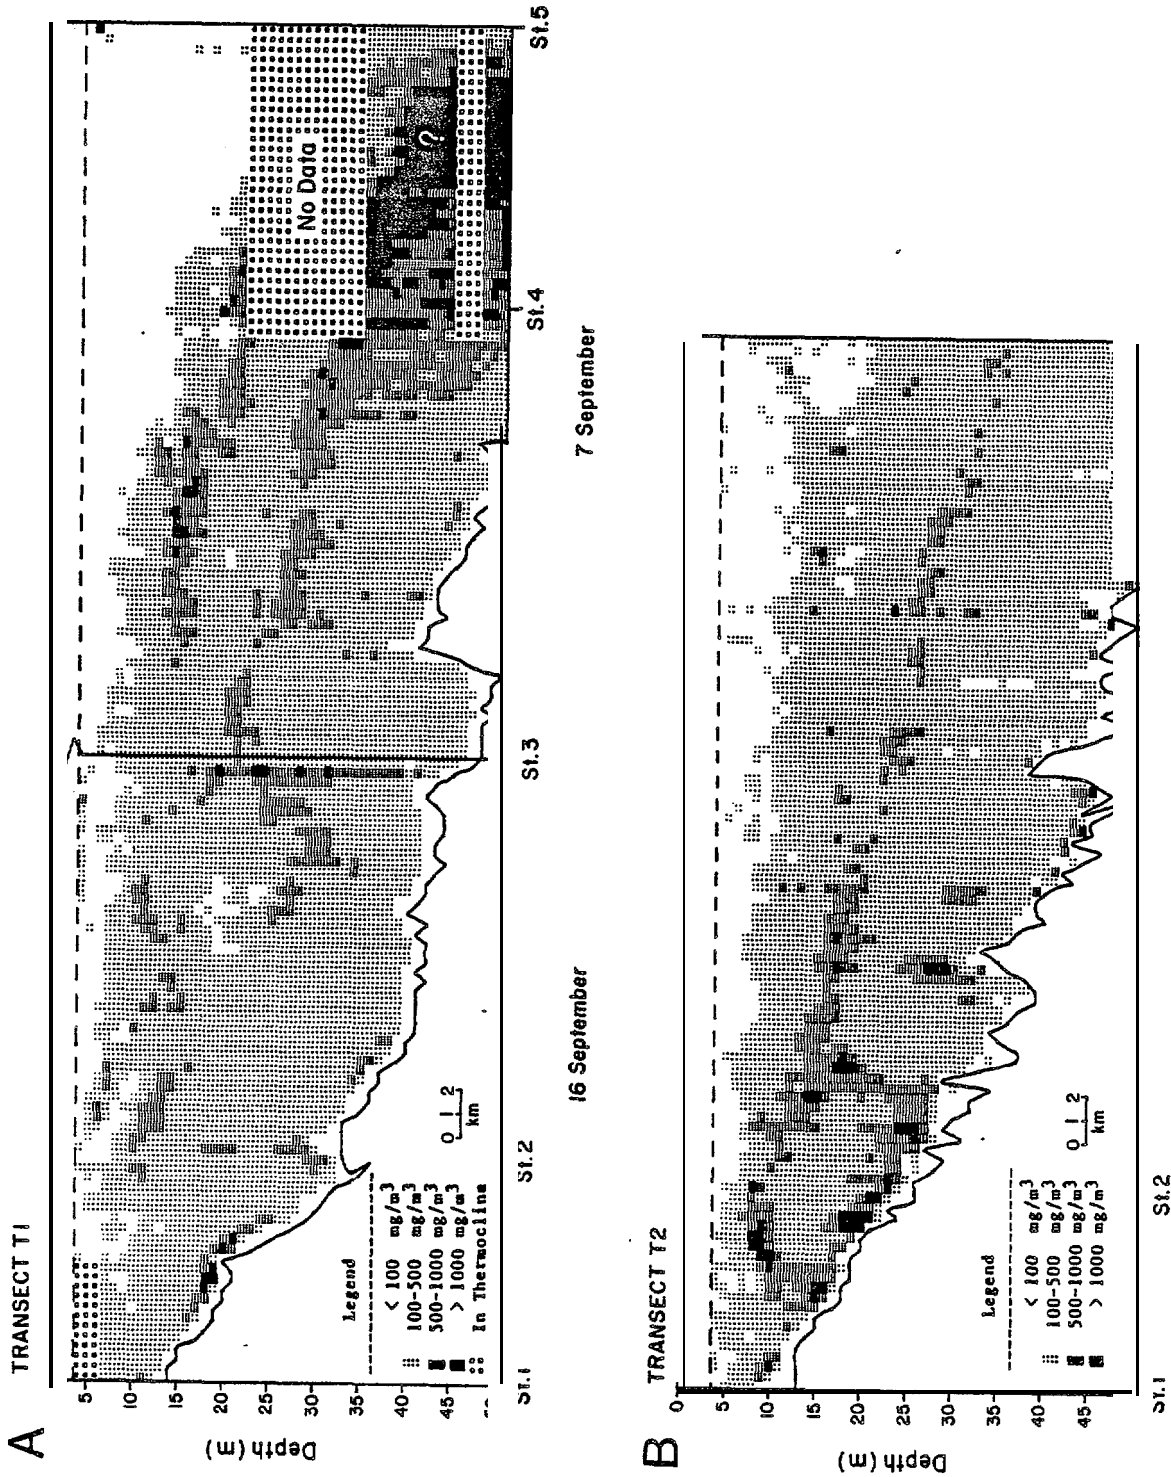 A
TRANSECT T1
No Data
?
Depth (m)
5
10
15
20
25
30
35
40
45
Legend
< 100 mg/m3
100-500 mg/m3
500-1000 mg/m3
> 1000 mg/m3
In Thermocline
0 1 2
km
St.1
St.2
St.3
St.4
St.5
16 September
7 September
B
TRANSECT T2
Depth (m)
0
5
10
15
20
25
30
35
40
45
Legend
< 100 mg/m3
100-500 mg/m3
500-1000 mg/m3
> 1000 mg/m3
0 1 2
km
St.1
St.2